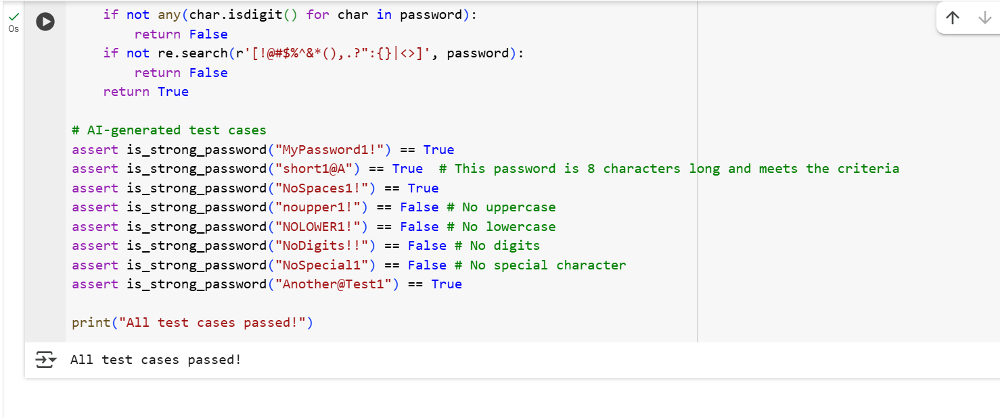 0s
    if not any(char.isdigit() for char in password):
        return False
    if not re.search(r'[!@#$%^&*(),.?":{}|<>]', password):
        return False
    return True
# AI-generated test cases
assert is_strong_password("MyPassword1!") == True
assert is_strong_password("short1@A") == True  # This password is 8 characters long and meets the criteria
assert is_strong_password("NoSpaces1!") == True
assert is_strong_password("noupper1!") == False # No uppercase
assert is_strong_password("NOLOWER1!") == False # No lowercase
assert is_strong_password("NoDigits!!") == False # No digits
assert is_strong_password("NoSpecial1") == False # No special character
assert is_strong_password("Another@Test1") == True
print("All test cases passed!")
All test cases passed!